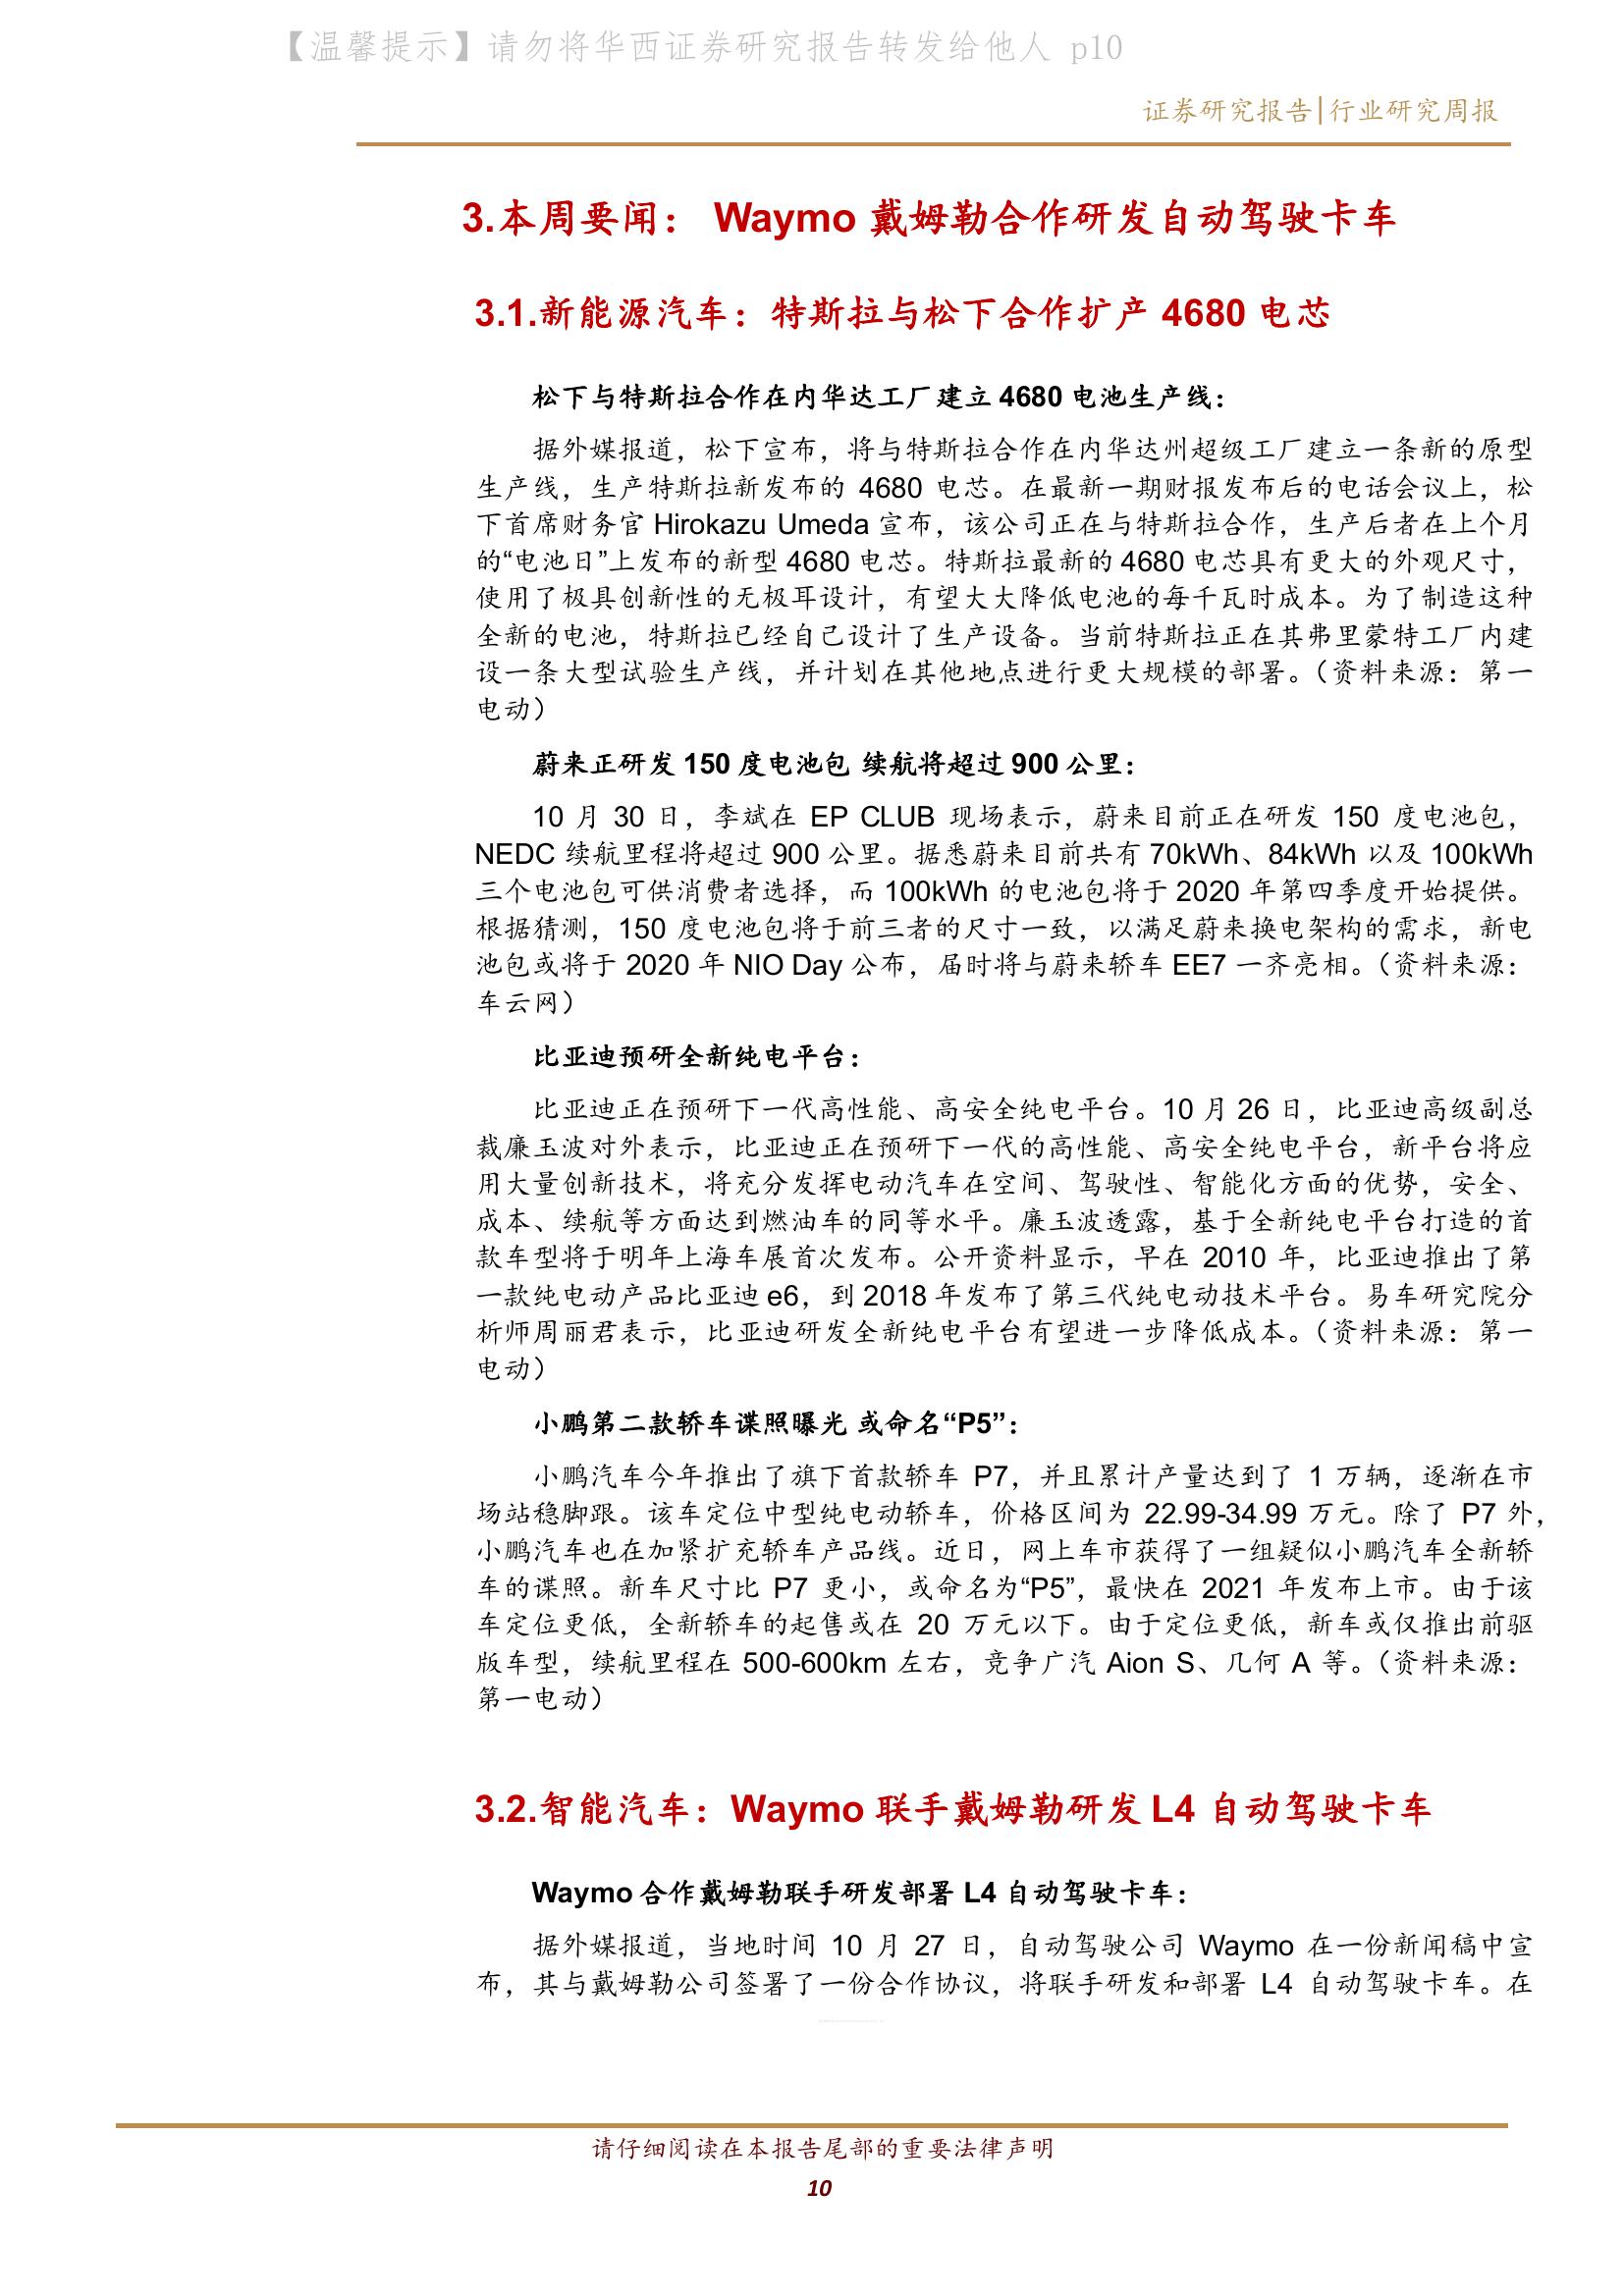 【温馨提示】请勿将华西证券研究报告转发给他人 p10
证券研究报告|行业研究周报
3.本周要闻： Waymo 戴姆勒合作研发自动驾驶卡车
3.1.新能源汽车：特斯拉与松下合作扩产 4680 电芯
松下与特斯拉合作在内华达工厂建立 4680 电池生产线：
据外媒报道，松下宣布，将与特斯拉合作在内华达州超级工厂建立一条新的原型
生产线，生产特斯拉新发布的 4680 电芯。在最新一期财报发布后的电话会议上，松
下首席财务官 Hirokazu Umeda 宣布，该公司正在与特斯拉合作，生产后者在上个月
的“电池日”上发布的新型 4680 电芯。特斯拉最新的 4680 电芯具有更大的外观尺寸，
使用了极具创新性的无极耳设计，有望大大降低电池的每千瓦时成本。为了制造这种
全新的电池，特斯拉已经自己设计了生产设备。当前特斯拉正在其弗里蒙特工厂内建
设一条大型试验生产线，并计划在其他地点进行更大规模的部署。（资料来源：第一
电动）
蔚来正研发 150 度电池包 续航将超过 900 公里：
10 月 30 日，李斌在 EP CLUB 现场表示，蔚来目前正在研发 150 度电池包，
NEDC 续航里程将超过 900 公里。据悉蔚来目前共有 70kWh、84kWh 以及 100kWh
三个电池包可供消费者选择，而 100kWh 的电池包将于 2020 年第四季度开始提供。
根据猜测，150 度电池包将于前三者的尺寸一致，以满足蔚来换电架构的需求，新电
池包或将于 2020 年 NIO Day 公布，届时将与蔚来轿车 EE7 一齐亮相。（资料来源：
车云网）
比亚迪预研全新纯电平台：
比亚迪正在预研下一代高性能、高安全纯电平台。10 月 26 日，比亚迪高级副总
裁廉玉波对外表示，比亚迪正在预研下一代的高性能、高安全纯电平台，新平台将应
用大量创新技术，将充分发挥电动汽车在空间、驾驶性、智能化方面的优势，安全、
成本、续航等方面达到燃油车的同等水平。廉玉波透露，基于全新纯电平台打造的首
款车型将于明年上海车展首次发布。公开资料显示，早在 2010 年，比亚迪推出了第
一款纯电动产品比亚迪 e6，到 2018 年发布了第三代纯电动技术平台。易车研究院分
析师周丽君表示，比亚迪研发全新纯电平台有望进一步降低成本。（资料来源：第一
电动）
小鹏第二款轿车谍照曝光 或命名“P5”：
小鹏汽车今年推出了旗下首款轿车 P7，并且累计产量达到了 1 万辆，逐渐在市
场站稳脚跟。该车定位中型纯电动轿车，价格区间为 22.99-34.99 万元。除了 P7 外，
小鹏汽车也在加紧扩充轿车产品线。近日，网上车市获得了一组疑似小鹏汽车全新轿
车的谍照。新车尺寸比 P7 更小，或命名为“P5”，最快在 2021 年发布上市。由于该
车定位更低，全新轿车的起售或在 20 万元以下。由于定位更低，新车或仅推出前驱
版车型，续航里程在 500-600km 左右，竞争广汽 Aion S、几何 A 等。（资料来源：
第一电动）
3.2.智能汽车：Waymo 联手戴姆勒研发 L4 自动驾驶卡车
Waymo 合作戴姆勒联手研发部署 L4 自动驾驶卡车：
据外媒报道，当地时间 10 月 27 日，自动驾驶公司 Waymo 在一份新闻稿中宣
布，其与戴姆勒公司签署了一份合作协议，将联手研发和部署 L4 自动驾驶卡车。在
请仔细阅读在本报告尾部的重要法律声明
10